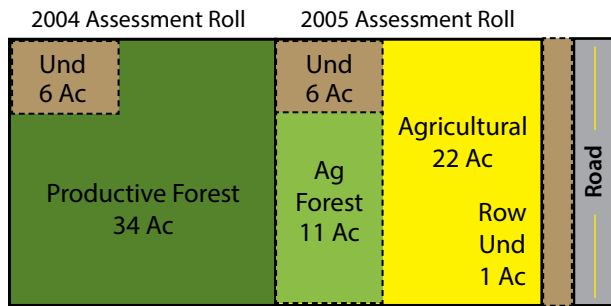 2004 Assessment Roll
2005 Assessment Roll
Und
6 Ac
Productive Forest
34 Ac
Und
6 Ac
Ag
Forest
11 Ac
Agricultural
22 Ac
Row
Und
1 Ac
Road